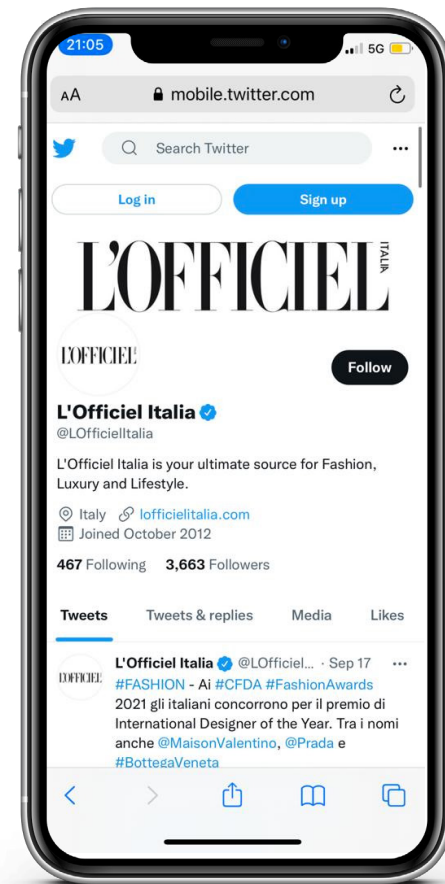 21:05
5G
AA mobile.twitter.com
Search Twitter
Log in Sign up
L'OFFICIEL ITALIA
L'OFFICIEL
Follow
L'Officiel Italia
@LOfficielItalia
L'Officiel Italia is your ultimate source for Fashion,
Luxury and Lifestyle.
Italy lofficielitalia.com
Joined October 2012
467 Following 3,663 Followers
Tweets Tweets & replies Media Likes
L'OFFICIEL
L'Officiel Italia @LOfficiel... · Sep 17
#FASHION - Ai #CFDA #FashionAwards
2021 gli italiani concorrono per il premio di
International Designer of the Year. Tra i nomi
anche @MaisonValentino, @Prada e
#BottegaVeneta